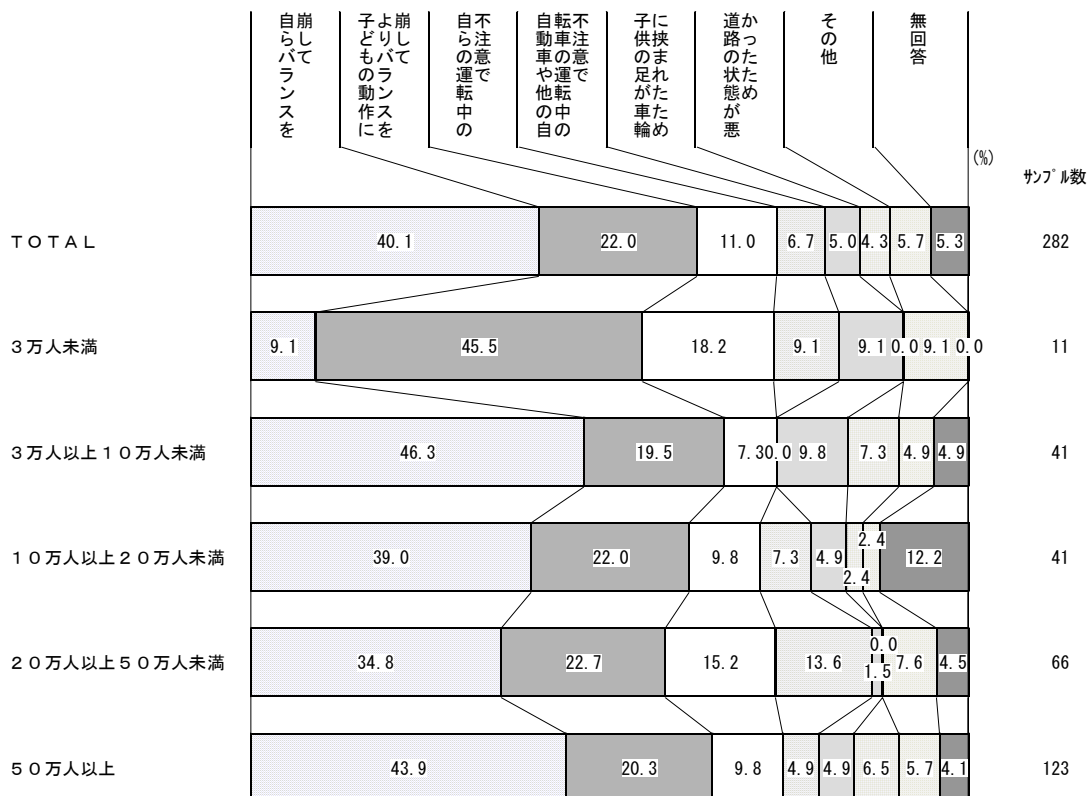 自らバランスを
崩して
子どもの動作に
よりバランスを
崩して
自らの運転中の
不注意で
自動車や他の自
転車の運転中の
不注意で
子供の足が車輪
に挟まれたため
道路の状態が悪
かったため
その他
無回答
(%)
ｻﾝﾌﾟﾙ数
ＴＯＴＡＬ 40.1 22.0 11.0 6.7 5.0 4.3 5.7 5.3 282
３万人未満 9.1 45.5 18.2 9.1 9.1 0.0 9.1 0.0 11
３万人以上１０万人未満 46.3 19.5 7.3 0.0 9.8 7.3 4.9 4.9 41
１０万人以上２０万人未満 39.0 22.0 9.8 7.3 4.9 2.4 2.4 12.2 41
２０万人以上５０万人未満 34.8 22.7 15.2 13.6 1.5 0.0 7.6 4.5 66
５０万人以上 43.9 20.3 9.8 4.9 4.9 6.5 5.7 4.1 123